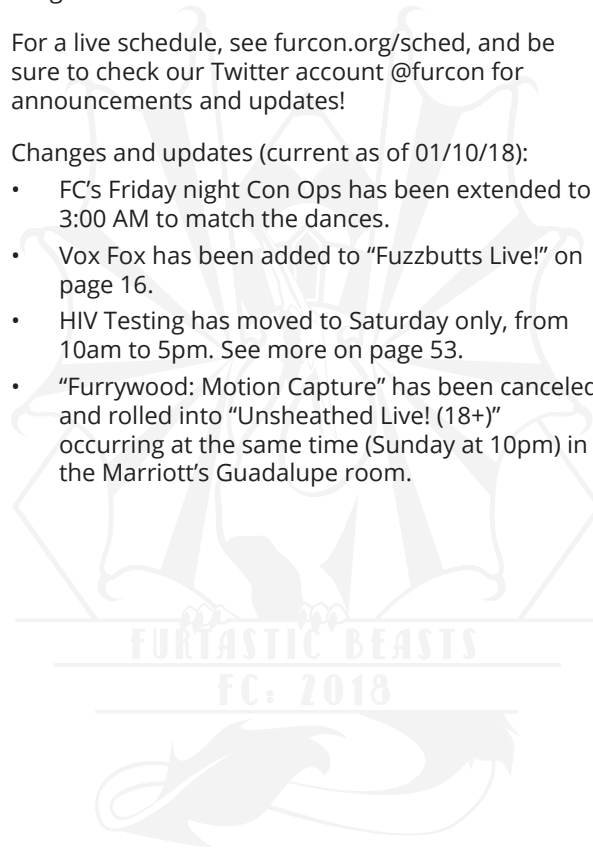 For a live schedule, see furcon.org/sched, and be
sure to check our Twitter account @furcon for
announcements and updates!
Changes and updates (current as of 01/10/18):
• FC’s Friday night Con Ops has been extended to
3:00 AM to match the dances.
• Vox Fox has been added to “Fuzzbutts Live!” on
page 16.
• HIV Testing has moved to Saturday only, from
10am to 5pm. See more on page 53.
• “Furrywood: Motion Capture” has been canceled
and rolled into “Unsheathed Live! (18+)”
occurring at the same time (Sunday at 10pm) in
the Marriott’s Guadalupe room.
FURTASTIC BEASTS
FC: 2018